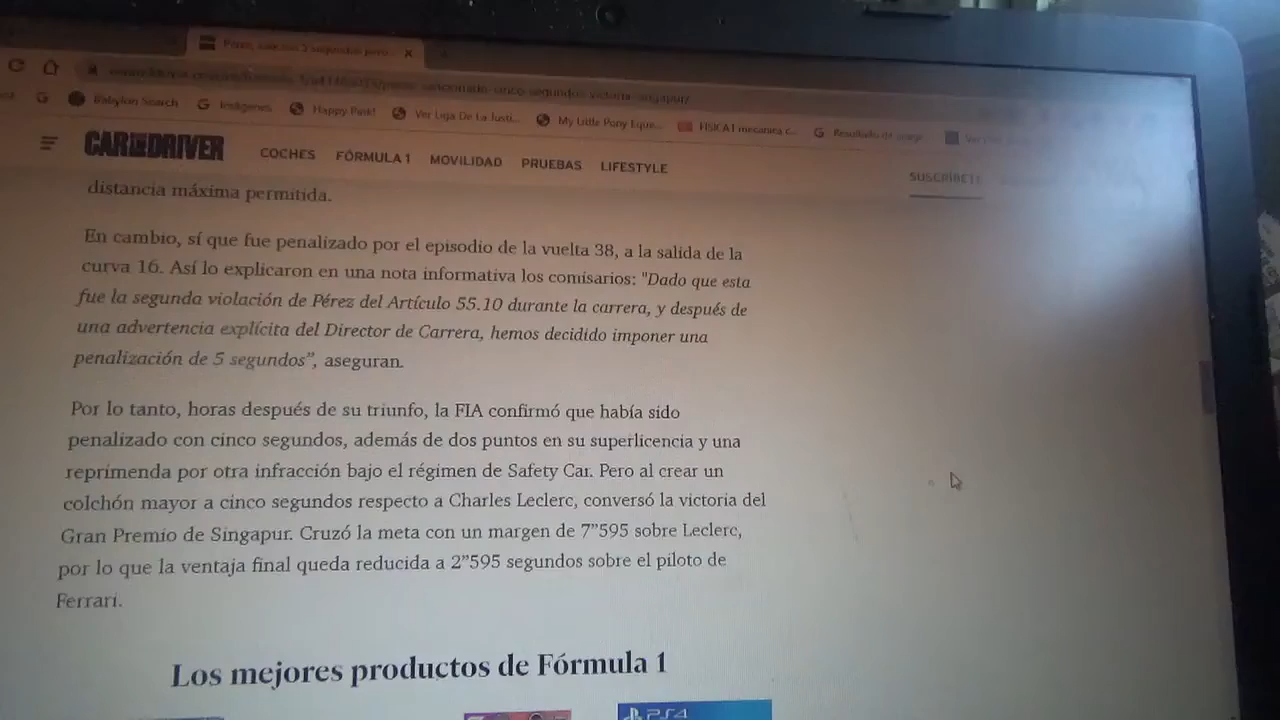 Pérez, 5 segundos pero
Babylon Search
Imágenes
Happy Pink!
Ver Liga De La Justi...
My Little Pony Eque...
FISICA I mecanica c...
CAR DRIVER
COCHES
FÓRMULA 1
MOVILIDAD
PRUEBAS
LIFESTYLE
SUSCRÍBETE
distancia máxima permitida.
En cambio, sí que fue penalizado por el episodio de la vuelta 38, a la salida de la
curva 16. Así lo explicaron en una nota informativa los comisarios: "Dado que esta
fue la segunda violación de Pérez del Artículo 55.10 durante la carrera, y después de
una advertencia explícita del Director de Carrera, hemos decidido imponer una
penalización de 5 segundos”, aseguran.
Por lo tanto, horas después de su triunfo, la FIA confirmó que había sido
penalizado con cinco segundos, además de dos puntos en su superlicencia y una
reprimenda por otra infracción bajo el régimen de Safety Car. Pero al crear un
colchón mayor a cinco segundos respecto a Charles Leclerc, conversó la victoria del
Gran Premio de Singapur. Cruzó la meta con un margen de 7”595 sobre Leclerc,
por lo que la ventaja final queda reducida a 2”595 segundos sobre el piloto de
Ferrari.
Los mejores productos de Fórmula 1
PS4